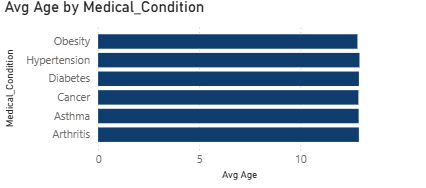 Avg Age by Medical_Condition
Medical_Condition
Obesity
Hypertension
Diabetes
Cancer
Asthma
Arthritis
0 5 10
Avg Age